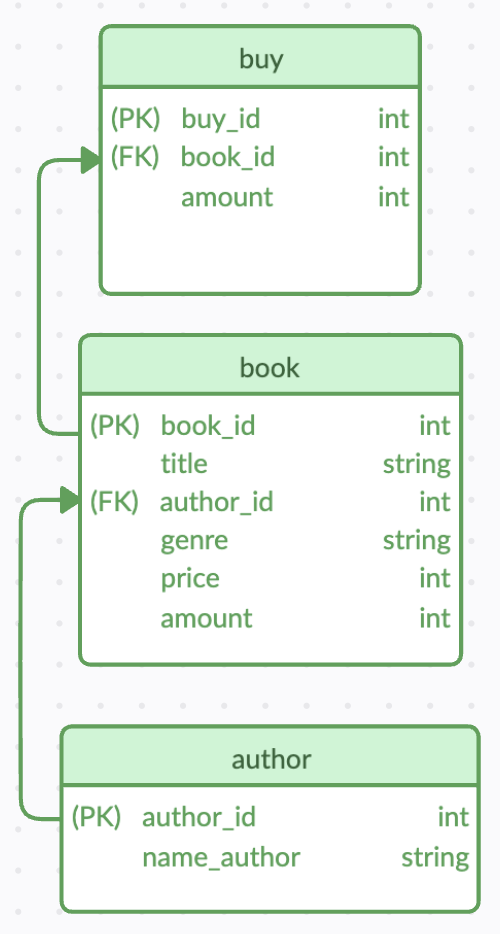 buy
(PK) buy_id int
(FK) book_id int
amount int
book
(PK) book_id int
title string
(FK) author_id int
genre string
price int
amount int
author
(PK) author_id int
name_author string